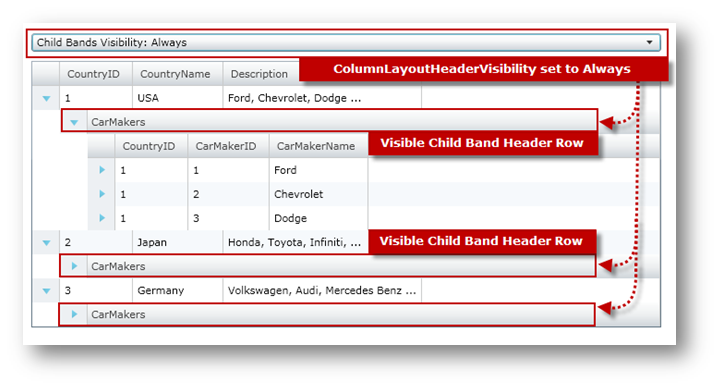 Child Bands Visibility: Always
CountryID CountryName Description
ColumnLayoutHeaderVisibility set to Always
1 USA Ford, Chevrolet, Dodge ...
CarMakers
CountryID CarMakerID CarMakerName
Visible Child Band Header Row
1 1 Ford
1 2 Chevrolet
1 3 Dodge
2 Japan Honda, Toyota, Infiniti, ...
Visible Child Band Header Row
CarMakers
3 Germany Volkswagen, Audi, Mercedes Benz ...
CarMakers